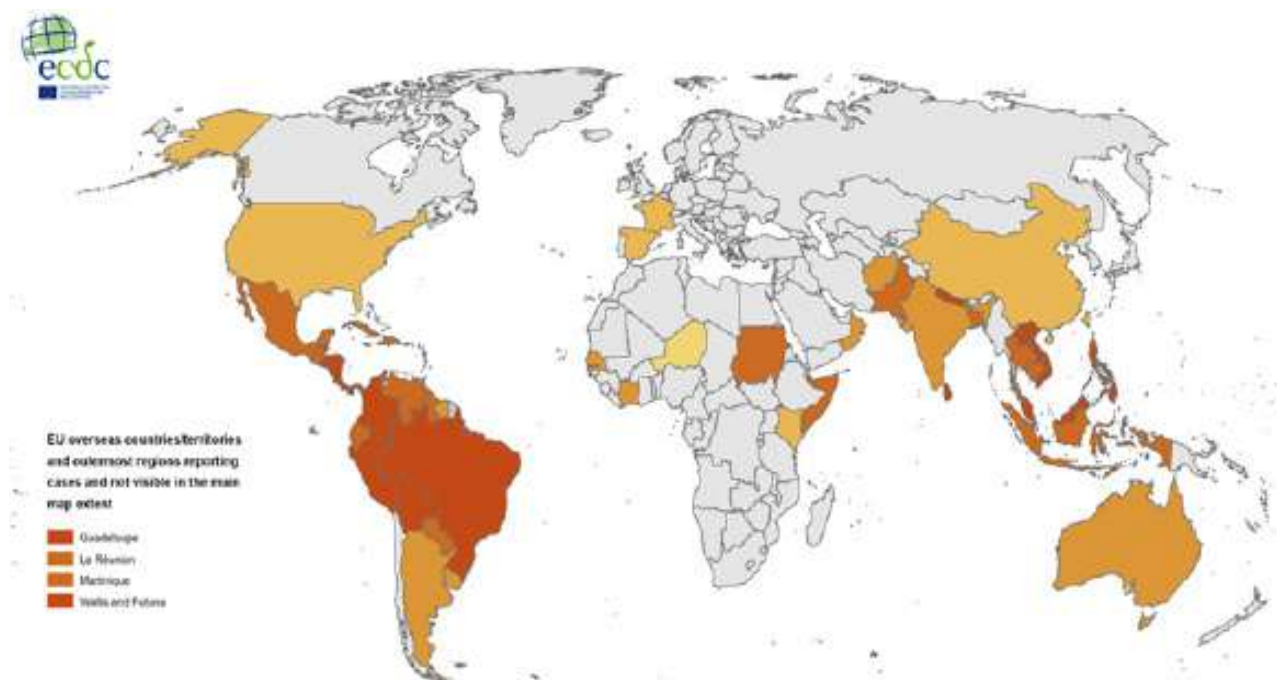 ecdc
EU overseas countries/territories
and outermost regions reporting
cases and not visible in the main
map extent
Guadeloupe
La Réunion
Martinique
Wallis and Futuna